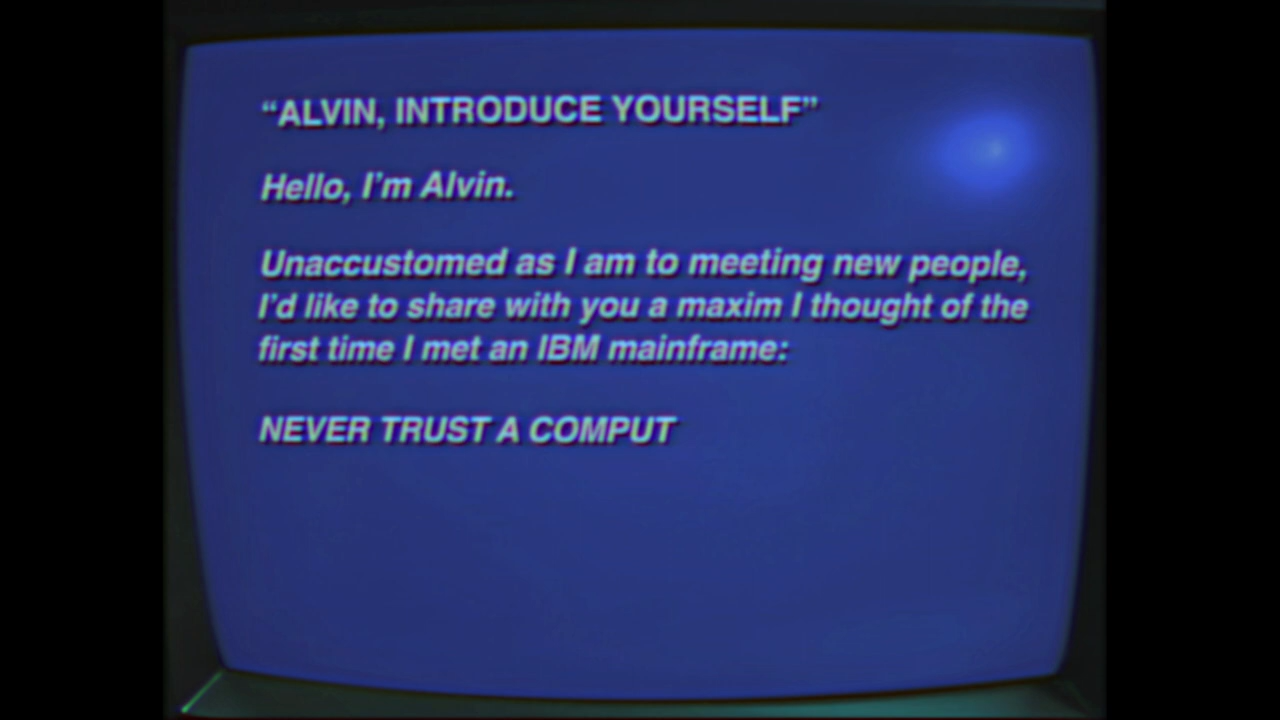 “ALVIN, INTRODUCE YOURSELF”
Hello, I’m Alvin.
Unaccustomed as I am to meeting new people,
I’d like to share with you a maxim I thought of the
first time I met an IBM mainframe:
NEVER TRUST A COMPUT